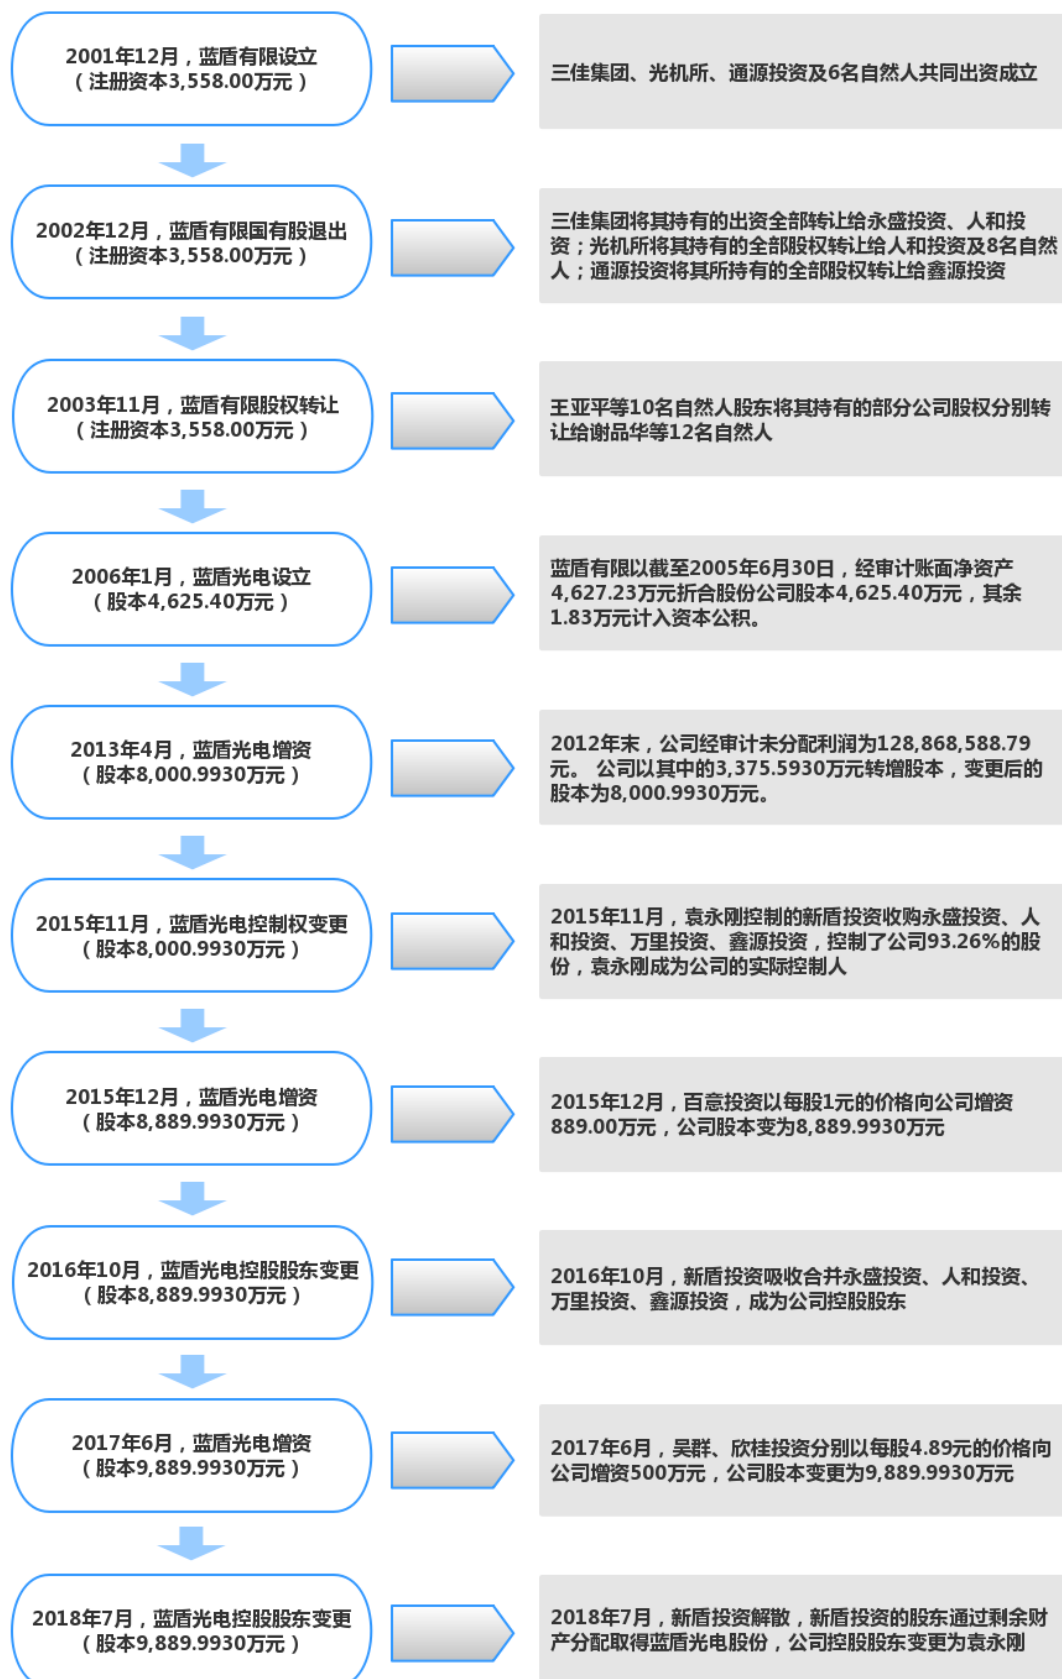 2001年12月，蓝盾有限设立
（注册资本3,558.00万元）
三佳集团、光机所、通源投资及6名自然人共同出资成立
2002年12月，蓝盾有限国有股退出
（注册资本3,558.00万元）
三佳集团将其持有的出资全部转让给永盛投资、人和投
资；光机所将其持有的全部股权转让给人和投资及8名自然
人；通源投资将其所持有的全部股权转让给鑫源投资
2003年11月，蓝盾有限股权转让
（注册资本3,558.00万元）
王亚平等10名自然人股东将其持有的部分公司股权分别转
让给谢品华等12名自然人
2006年1月，蓝盾光电设立
（股本4,625.40万元）
蓝盾有限以截至2005年6月30日，经审计账面净资产
4,627.23万元折合股份公司股本4,625.40万元，其余
1.83万元计入资本公积。
2013年4月，蓝盾光电增资
（股本8,000.9930万元）
2012年末，公司经审计未分配利润为128,868,588.79
元。 公司以其中的3,375.5930万元转增股本，变更后的
股本为8,000.9930万元。
2015年11月，蓝盾光电控制权变更
（股本8,000.9930万元）
2015年11月，袁永刚控制的新盾投资收购永盛投资、人
和投资、万里投资、鑫源投资，控制了公司93.26%的股
份，袁永刚成为公司的实际控制人
2015年12月，蓝盾光电增资
（股本8,889.9930万元）
2015年12月，百意投资以每股1元的价格向公司增资
889.00万元，公司股本变为8,889.9930万元
2016年10月，蓝盾光电控股股东变更
（股本8,889.9930万元）
2016年10月，新盾投资吸收合并永盛投资、人和投资、
万里投资、鑫源投资，成为公司控股股东
2017年6月，蓝盾光电增资
（股本9,889.9930万元）
2017年6月，吴群、欣桂投资分别以每股4.89元的价格向
公司增资500万元，公司股本变更为9,889.9930万元
2018年7月，蓝盾光电控股股东变更
（股本9,889.9930万元）
2018年7月，新盾投资解散，新盾投资的股东通过剩余财
产分配取得蓝盾光电股份，公司控股股东变更为袁永刚